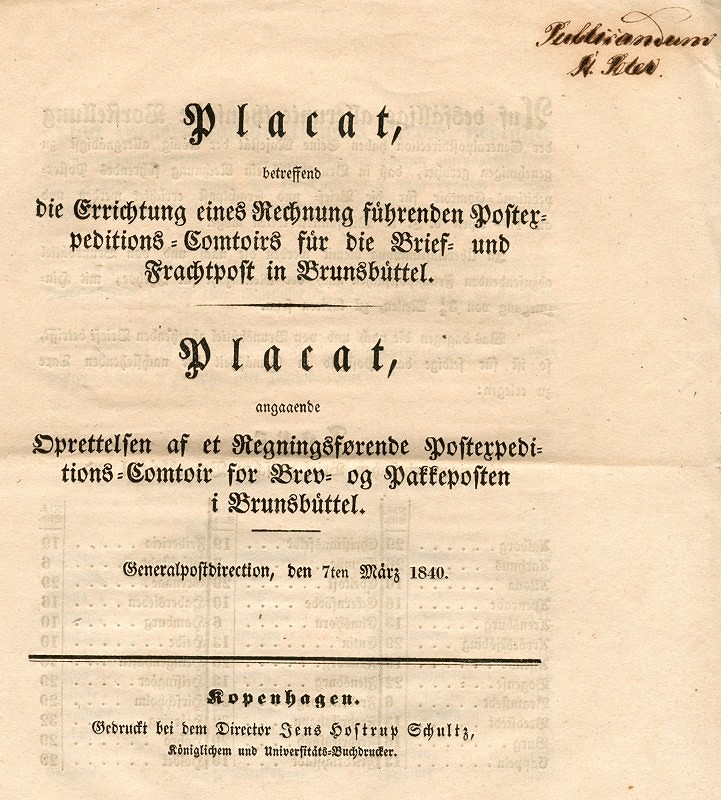 Publicandum
Placat,
betreffend
die Errichtung eines Rechnung führenden Postex-
peditions-Comtoirs für die Brief- und
Frachtpost in Brunsbüttel.
Placat,
angaaende
Oprettelsen af et Regningsførende Postexpedi-
tions-Comtoir for Brev- og Pakkeposten
i Brunsbüttel.
Generalpostdirection, den 7ten März 1840.
Kopenhagen.
Gedruckt bei dem Director Jens Hostrup Schultz,
Königlichem und Universitäts-Buchdrucker.